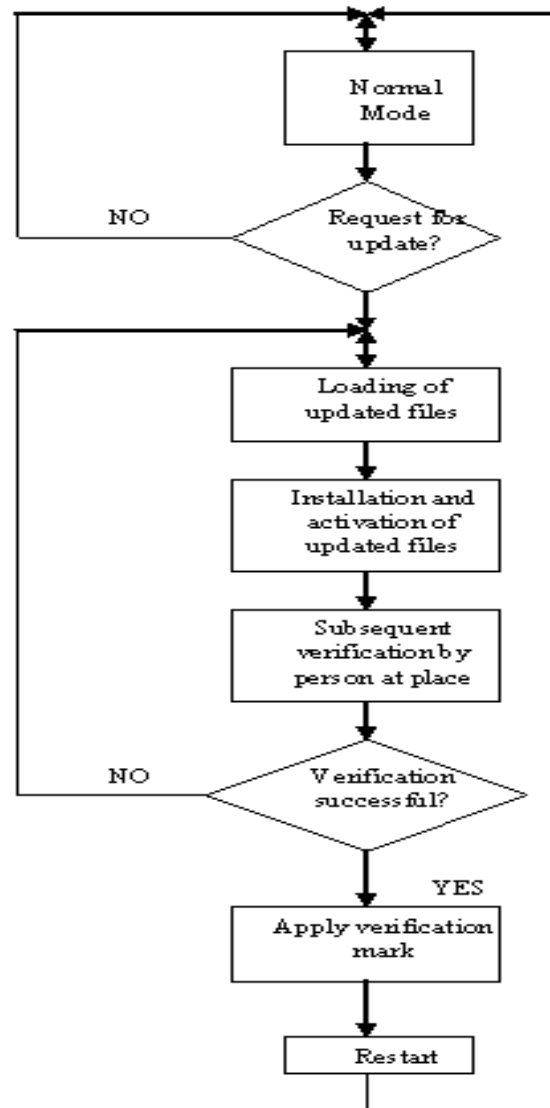 Normal
Mode
NO
Request for
update?
Loading of
updated files
Installation and
activation of
updated files
Subsequent
verification by
person at place
NO
Verification
successful?
YES
Apply verification
mark
Restart